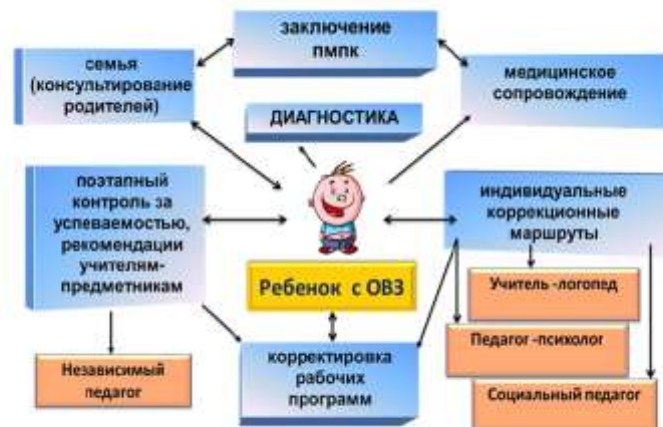 заключение
пмпк
семья
(консультирование
родителей)
медицинское
сопровождение
ДИАГНОСТИКА
поэтапный
контроль за
успеваемостью,
рекомендации
учителям-
предметникам
индивидуальные
коррекционные
маршруты
Ребенок с ОВЗ
Учитель -логопед
Педагог -психолог
Социальный педагог
Независимый
педагог
корректировка
рабочих
программ